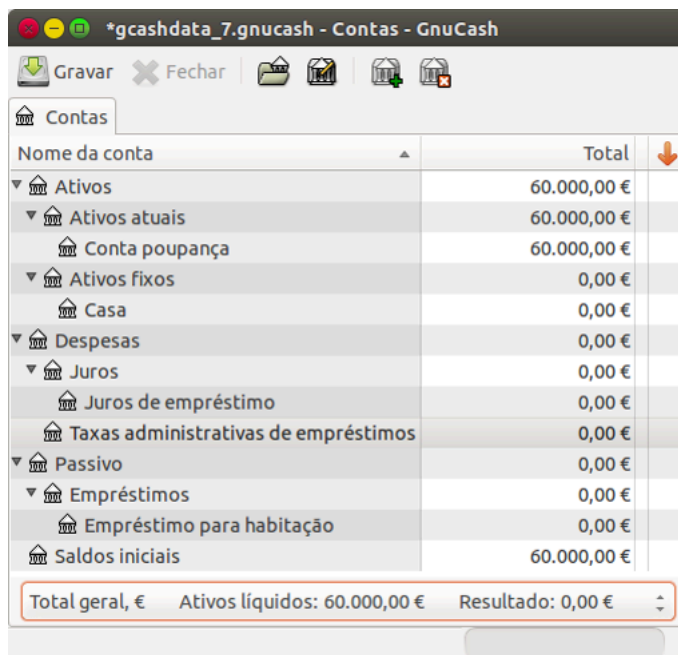 *gcashdata_7.gnucash - Contas - GnuCash
Gravar Fechar
Contas
Nome da conta Total
Ativos 60.000,00 €
Ativos atuais 60.000,00 €
Conta poupança 60.000,00 €
Ativos fixos 0,00 €
Casa 0,00 €
Despesas 0,00 €
Juros 0,00 €
Juros de empréstimo 0,00 €
Taxas administrativas de empréstimos 0,00 €
Passivo 0,00 €
Empréstimos 0,00 €
Empréstimo para habitação 0,00 €
Saldos iniciais 60.000,00 €
Total geral, € Ativos líquidos: 60.000,00 € Resultado: 0,00 €